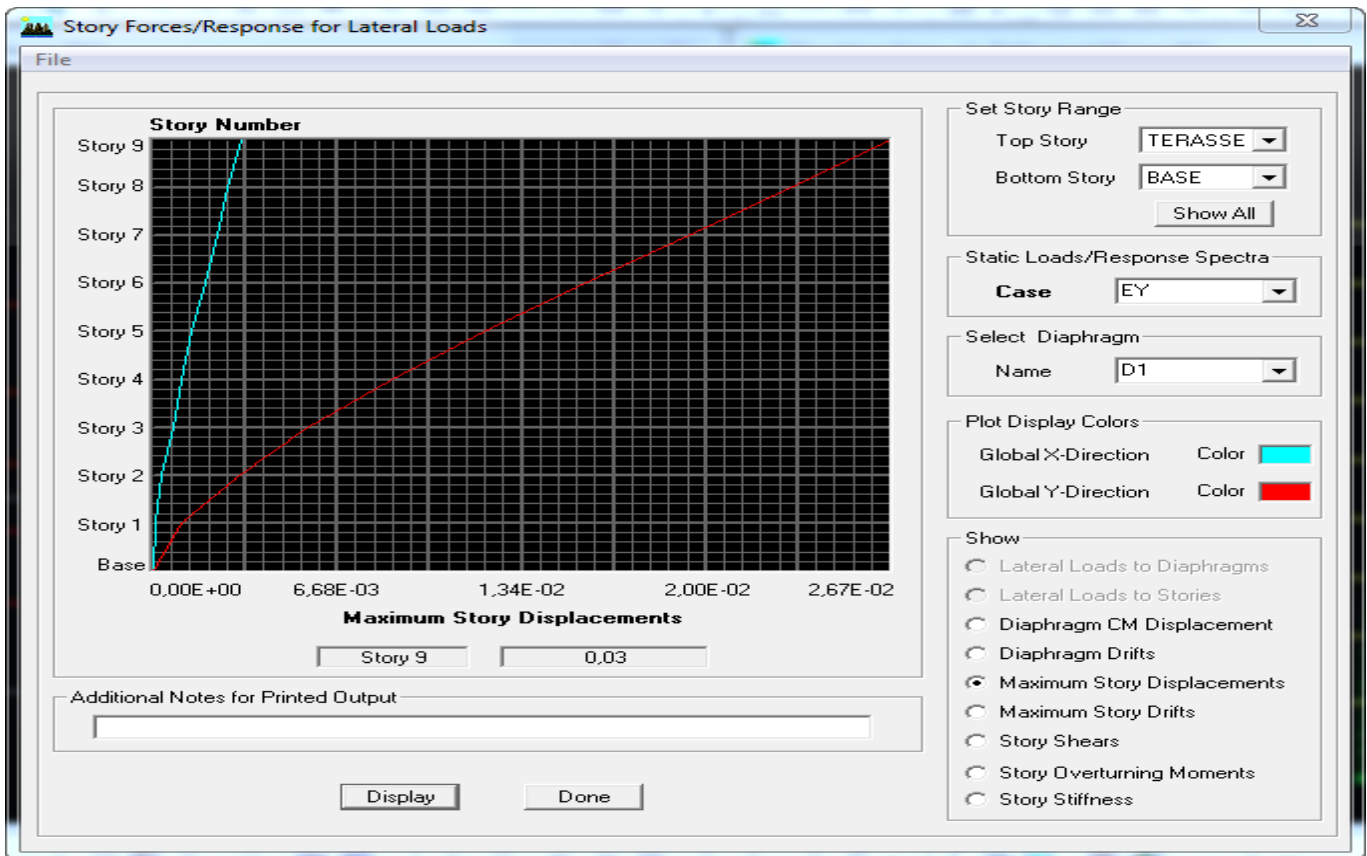 Story Forces/Response for Lateral Loads
File
Story Number
Story 9
Story 8
Story 7
Story 6
Story 5
Story 4
Story 3
Story 2
Story 1
Base
0,00E+00 6,68E-03 1,34E-02 2,00E-02 2,67E-02
Maximum Story Displacements
Story 9 0,03
Additional Notes for Printed Output
Display Done
Set Story Range
Top Story TERASSE
Bottom Story BASE
Show All
Static Loads/Response Spectra
Case EY
Select Diaphragm
Name D1
Plot Display Colors
Global X-Direction Color
Global Y-Direction Color
Show
Lateral Loads to Diaphragms
Lateral Loads to Stories
Diaphragm CM Displacement
Diaphragm Drifts
Maximum Story Displacements
Maximum Story Drifts
Story Shears
Story Overturning Moments
Story Stiffness